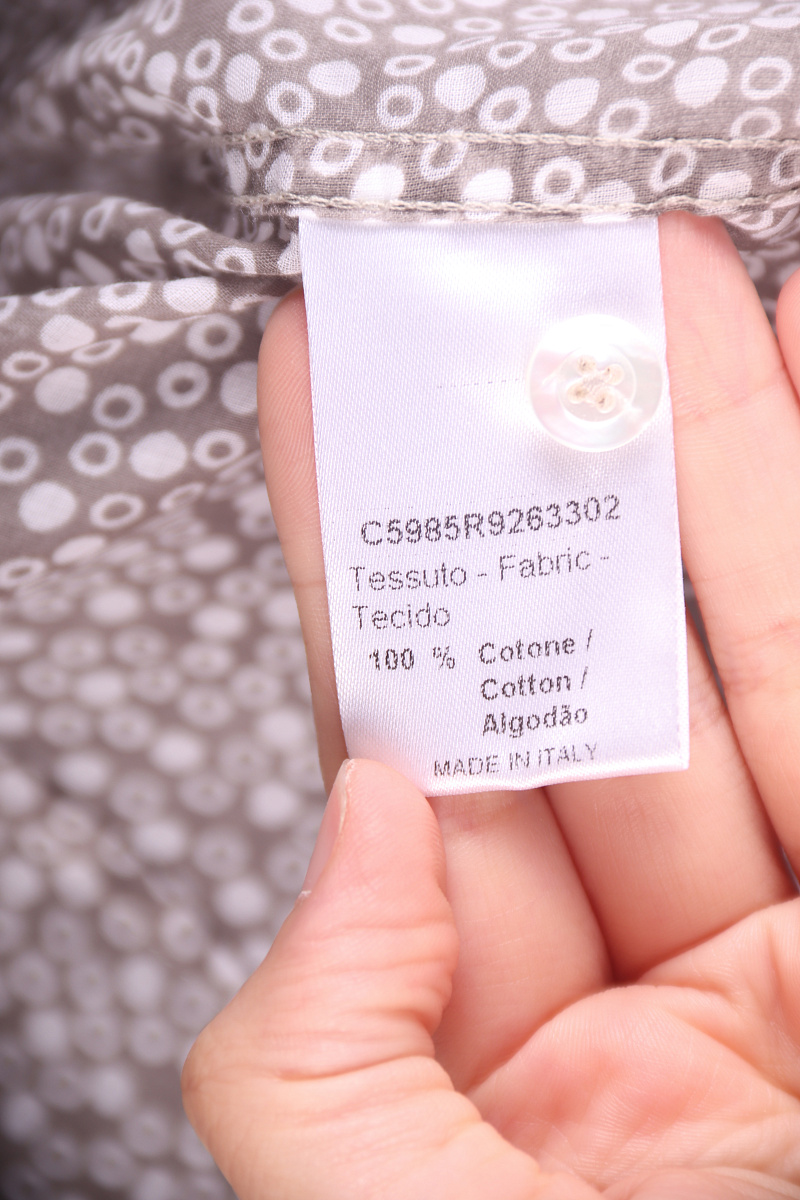 C5985R9263302
Tessuto - Fabric -
Tecido
100 % Cotone /
Cotton /
Algodão
MADE IN ITALY